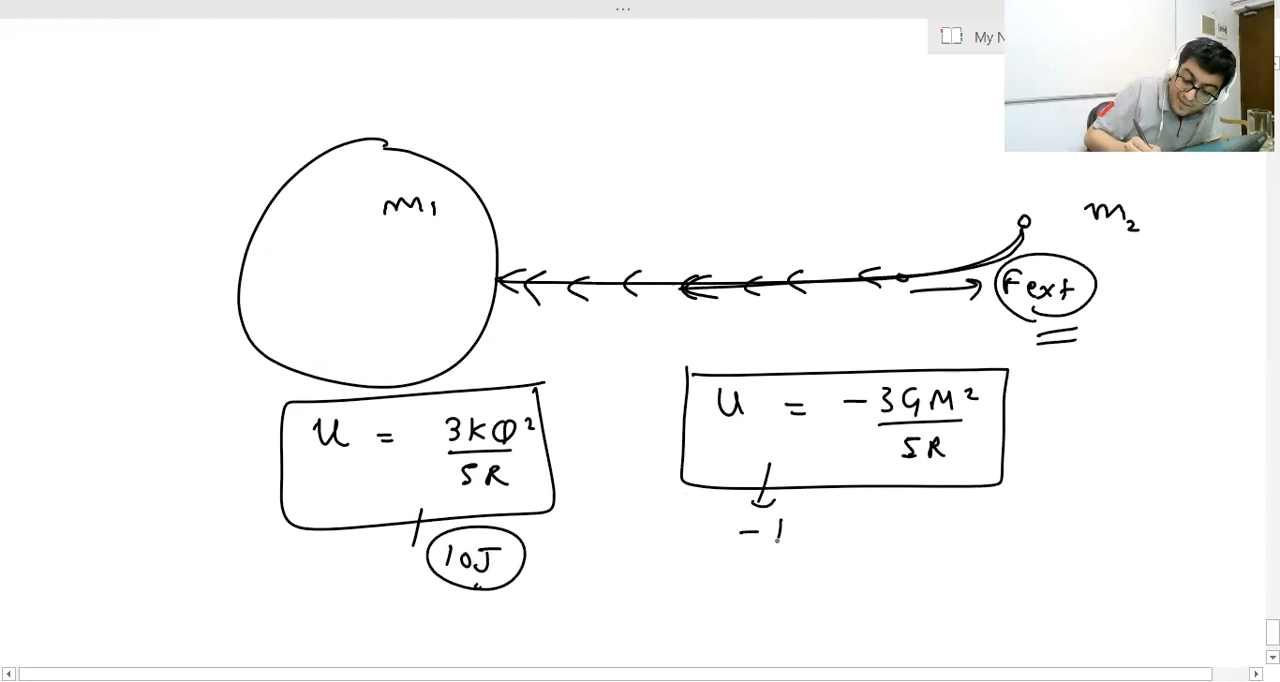 ...
My N
m₁
m₂
Fext
U = 3KQ²/5R
U = -3GM²/5R
10J
-1